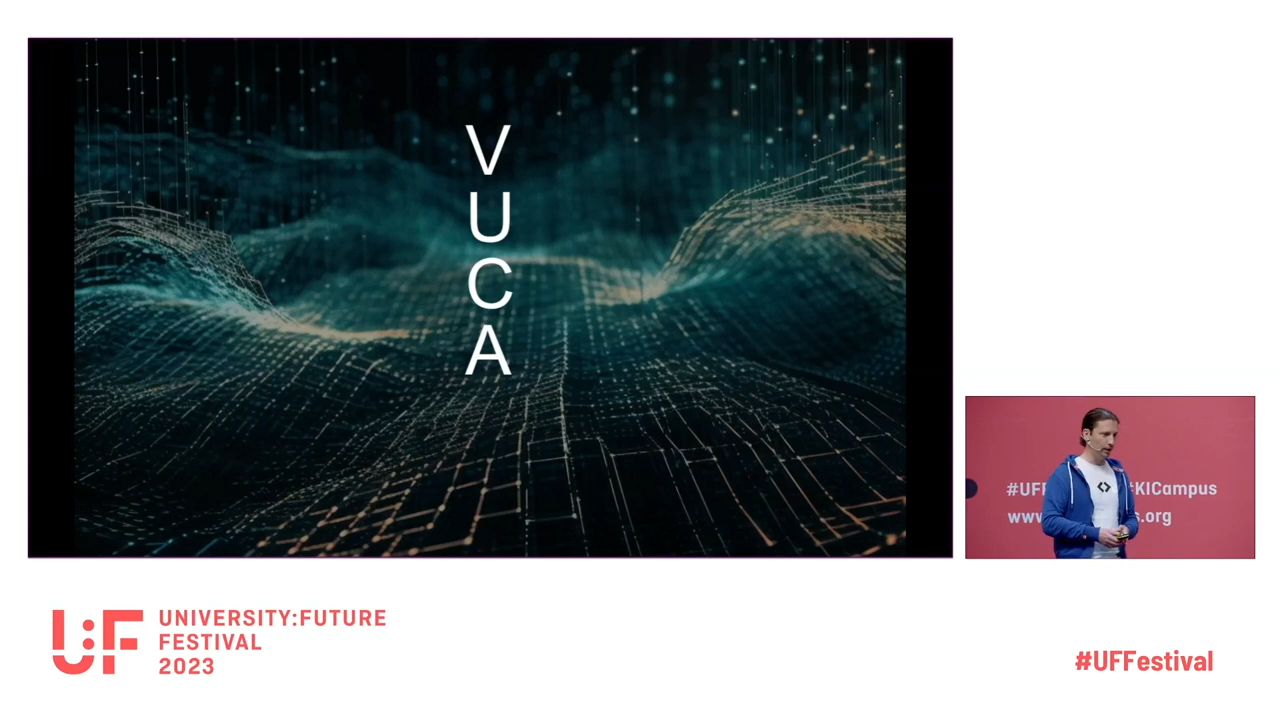 V
U
C
A
#KICampus
.org
UNIVERSITY:FUTURE
FESTIVAL
2023
U:F
#UFFestival